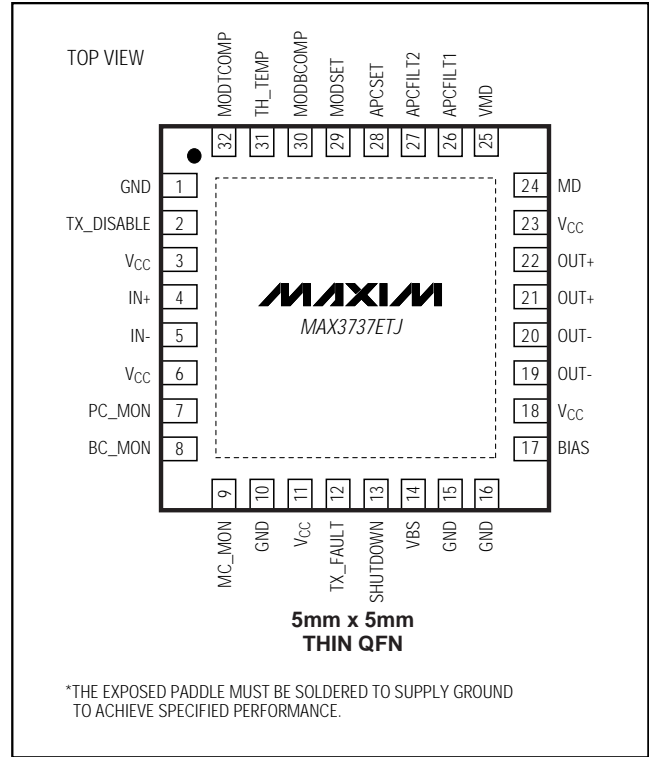 TOP VIEW
MODTCOMP
TH_TEMP
MODBCOMP
MODSET
APCSET
APCFILT2
APCFILT1
VMD
32
31
30
29
28
27
26
25
GND 1
TX_DISABLE 2
VCC 3
IN+ 4
IN- 5
VCC 6
PC_MON 7
BC_MON 8
24 MD
23 VCC
22 OUT+
21 OUT+
20 OUT-
19 OUT-
18 VCC
17 BIAS
MAXIM
MAX3737ETJ
9
10
11
12
13
14
15
16
MC_MON
GND
VCC
TX_FAULT
SHUTDOWN
VBS
GND
GND
5mm x 5mm
THIN QFN
*THE EXPOSED PADDLE MUST BE SOLDERED TO SUPPLY GROUND
TO ACHIEVE SPECIFIED PERFORMANCE.